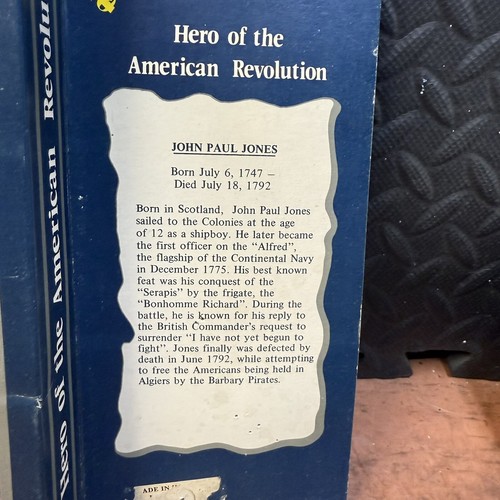 Hero of the American Revolu
Hero of the
American Revolution
JOHN PAUL JONES
Born July 6, 1747 –
Died July 18, 1792
Born in Scotland, John Paul Jones
sailed to the Colonies at the age
of 12 as a shipboy. He later became
the first officer on the “Alfred”,
the flagship of the Continental Navy
in December 1775. His best known
feat was his conquest of the
“Serapis” by the frigate, the
“Bonhomme Richard”. During the
battle, he is known for his reply to
the British Commander's request to
surrender “I have not yet begun to
fight”. Jones finally was defected by
death in June 1792, while attempting
to free the Americans being held in
Algiers by the Barbary Pirates.
ADE IN